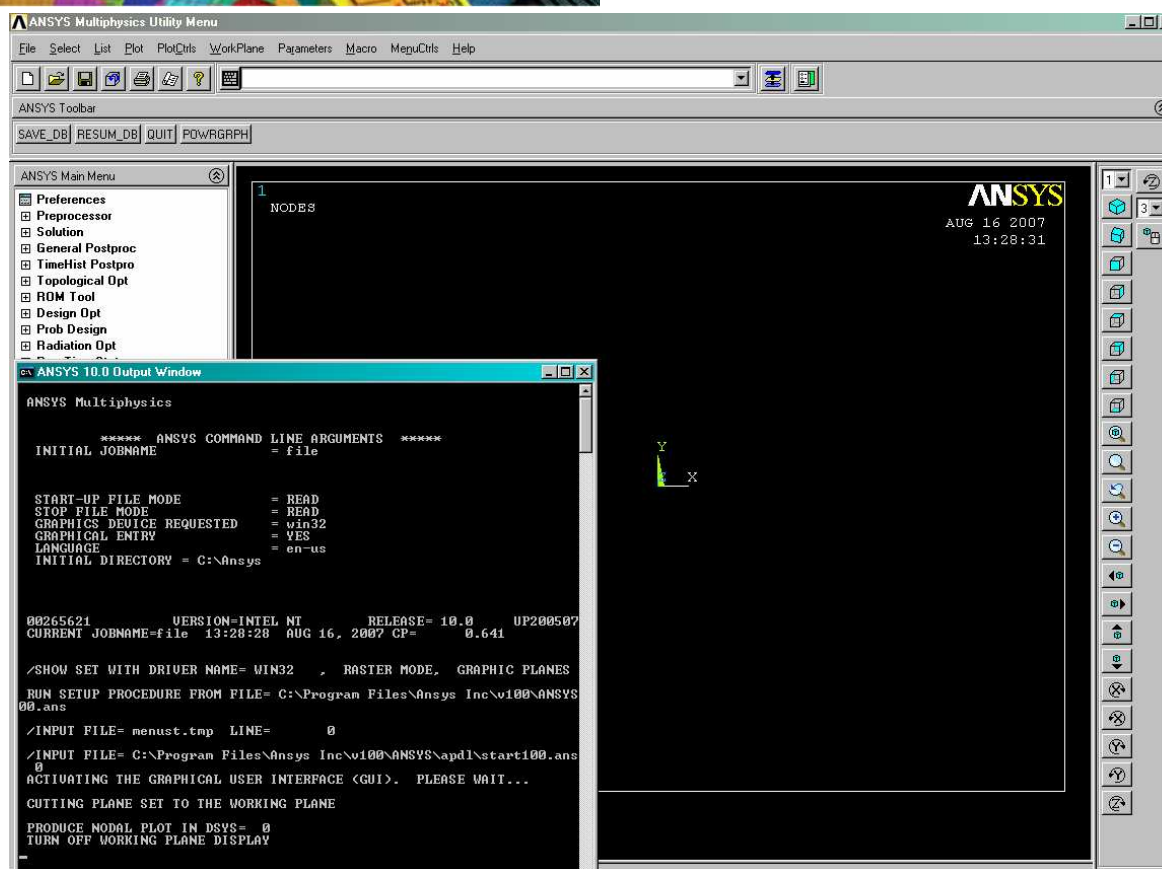 ANSYS Multiphysics Utility Menu
File Select List Plot PlotCtrls WorkPlane Parameters Macro MenuCtrls Help
ANSYS Toolbar
SAVE_DB RESUM_DB QUIT POWRGRPH
ANSYS Main Menu
Preferences
Preprocessor
Solution
General Postproc
TimeHist Postpro
Topological Opt
ROM Tool
Design Opt
Prob Design
Radiation Opt
1
NODES
ANSYS
AUG 16 2007
13:28:31
Y
X
1
3
ANSYS 10.0 Output Window
ANSYS Multiphysics
***** ANSYS COMMAND LINE ARGUMENTS *****
INITIAL JOBNAME = file
START-UP FILE MODE = READ
STOP FILE MODE = READ
GRAPHICS DEVICE REQUESTED = win32
GRAPHICAL ENTRY = YES
LANGUAGE = en-us
INITIAL DIRECTORY = C:\Ansys
00265621 VERSION=INTEL NT RELEASE= 10.0 UP200507
CURRENT JOBNAME=file 13:28:28 AUG 16, 2007 CP= 0.641
/SHOW SET WITH DRIVER NAME= WIN32 , RASTER MODE, GRAPHIC PLANES
RUN SETUP PROCEDURE FROM FILE= C:\Program Files\Ansys Inc\v100\ANSYS
00.ans
/INPUT FILE= menust.tmp LINE= 0
/INPUT FILE= C:\Program Files\Ansys Inc\v100\ANSYS\apdl\start100.ans
0
ACTIVATING THE GRAPHICAL USER INTERFACE (GUI). PLEASE WAIT...
CUTTING PLANE SET TO THE WORKING PLANE
PRODUCE NODAL PLOT IN DSYS= 0
TURN OFF WORKING PLANE DISPLAY